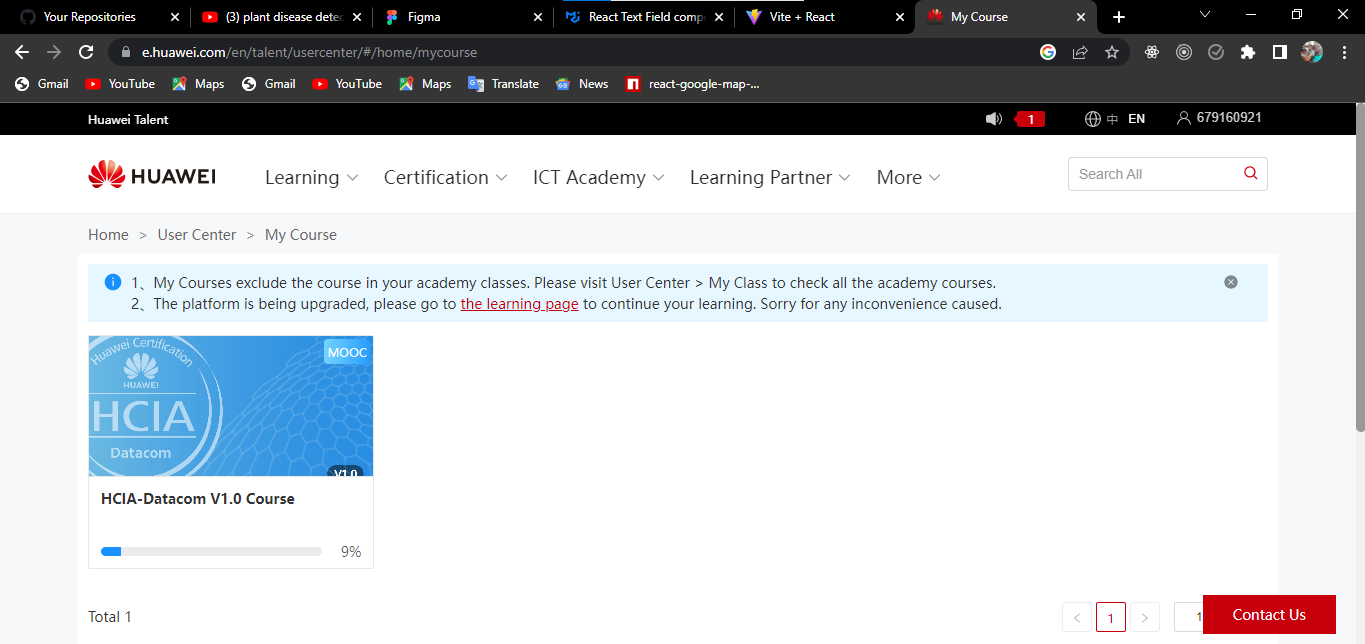 Your Repositories
(3) plant disease detec
Figma
React Text Field comp
Vite + React
My Course
e.huawei.com/en/talent/usercenter/#/home/mycourse
Gmail
YouTube
Maps
Gmail
YouTube
Maps
Translate
News
react-google-map-...
Huawei Talent
1
中
EN
679160921
HUAWEI
Learning
Certification
ICT Academy
Learning Partner
More
Search All
Home > User Center > My Course
1、My Courses exclude the course in your academy classes. Please visit User Center > My Class to check all the academy courses.
2、The platform is being upgraded, please go to the learning page to continue your learning. Sorry for any inconvenience caused.
Huawei Certification
HUAWEI
HCIA
Datacom
MOOC
V1.0
HCIA-Datacom V1.0 Course
9%
Total 1
< 1 >
1
Contact Us